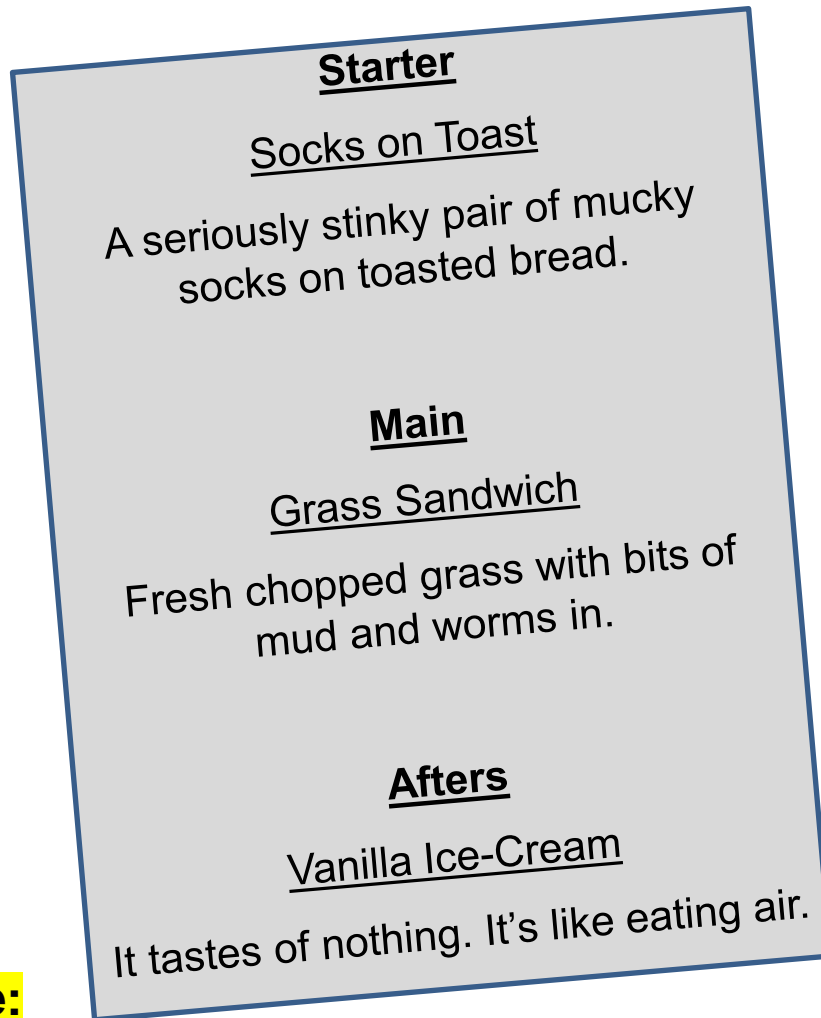 Starter
Socks on Toast
A seriously stinky pair of mucky
socks on toasted bread.
Main
Grass Sandwich
Fresh chopped grass with bits of
mud and worms in.
Afters
Vanilla Ice-Cream
It tastes of nothing. It’s like eating air.
e: